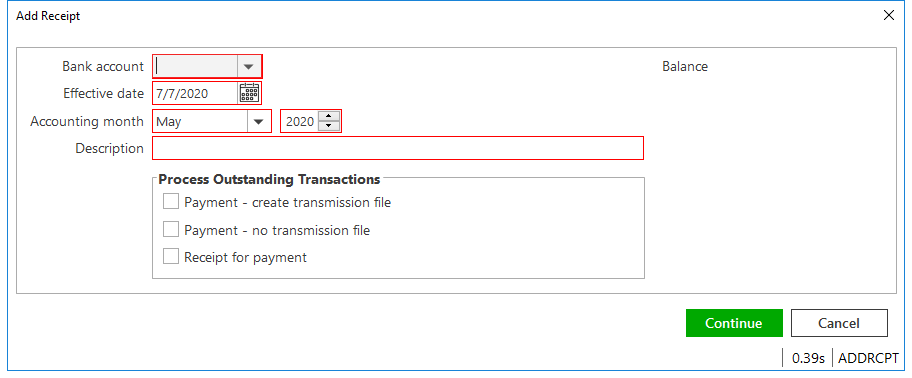 Add Receipt
Bank account
Balance
Effective date 7/7/2020
Accounting month May 2020
Description
Process Outstanding Transactions
Payment - create transmission file
Payment - no transmission file
Receipt for payment
Continue Cancel
0.39s ADDRCPT